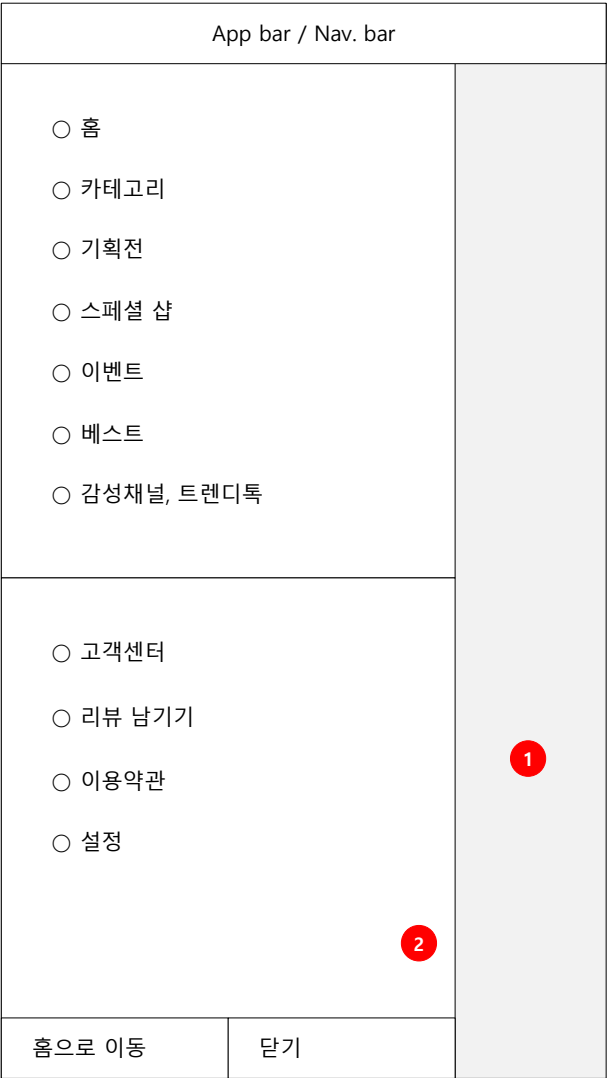 App bar / Nav. bar
○ 홈
○ 카테고리
○ 기획전
○ 스페셜 샵
○ 이벤트
○ 베스트
○ 감성채널, 트렌디톡
○ 고객센터
○ 리뷰 남기기
1
○ 이용약관
○ 설정
2
홈으로 이동
닫기